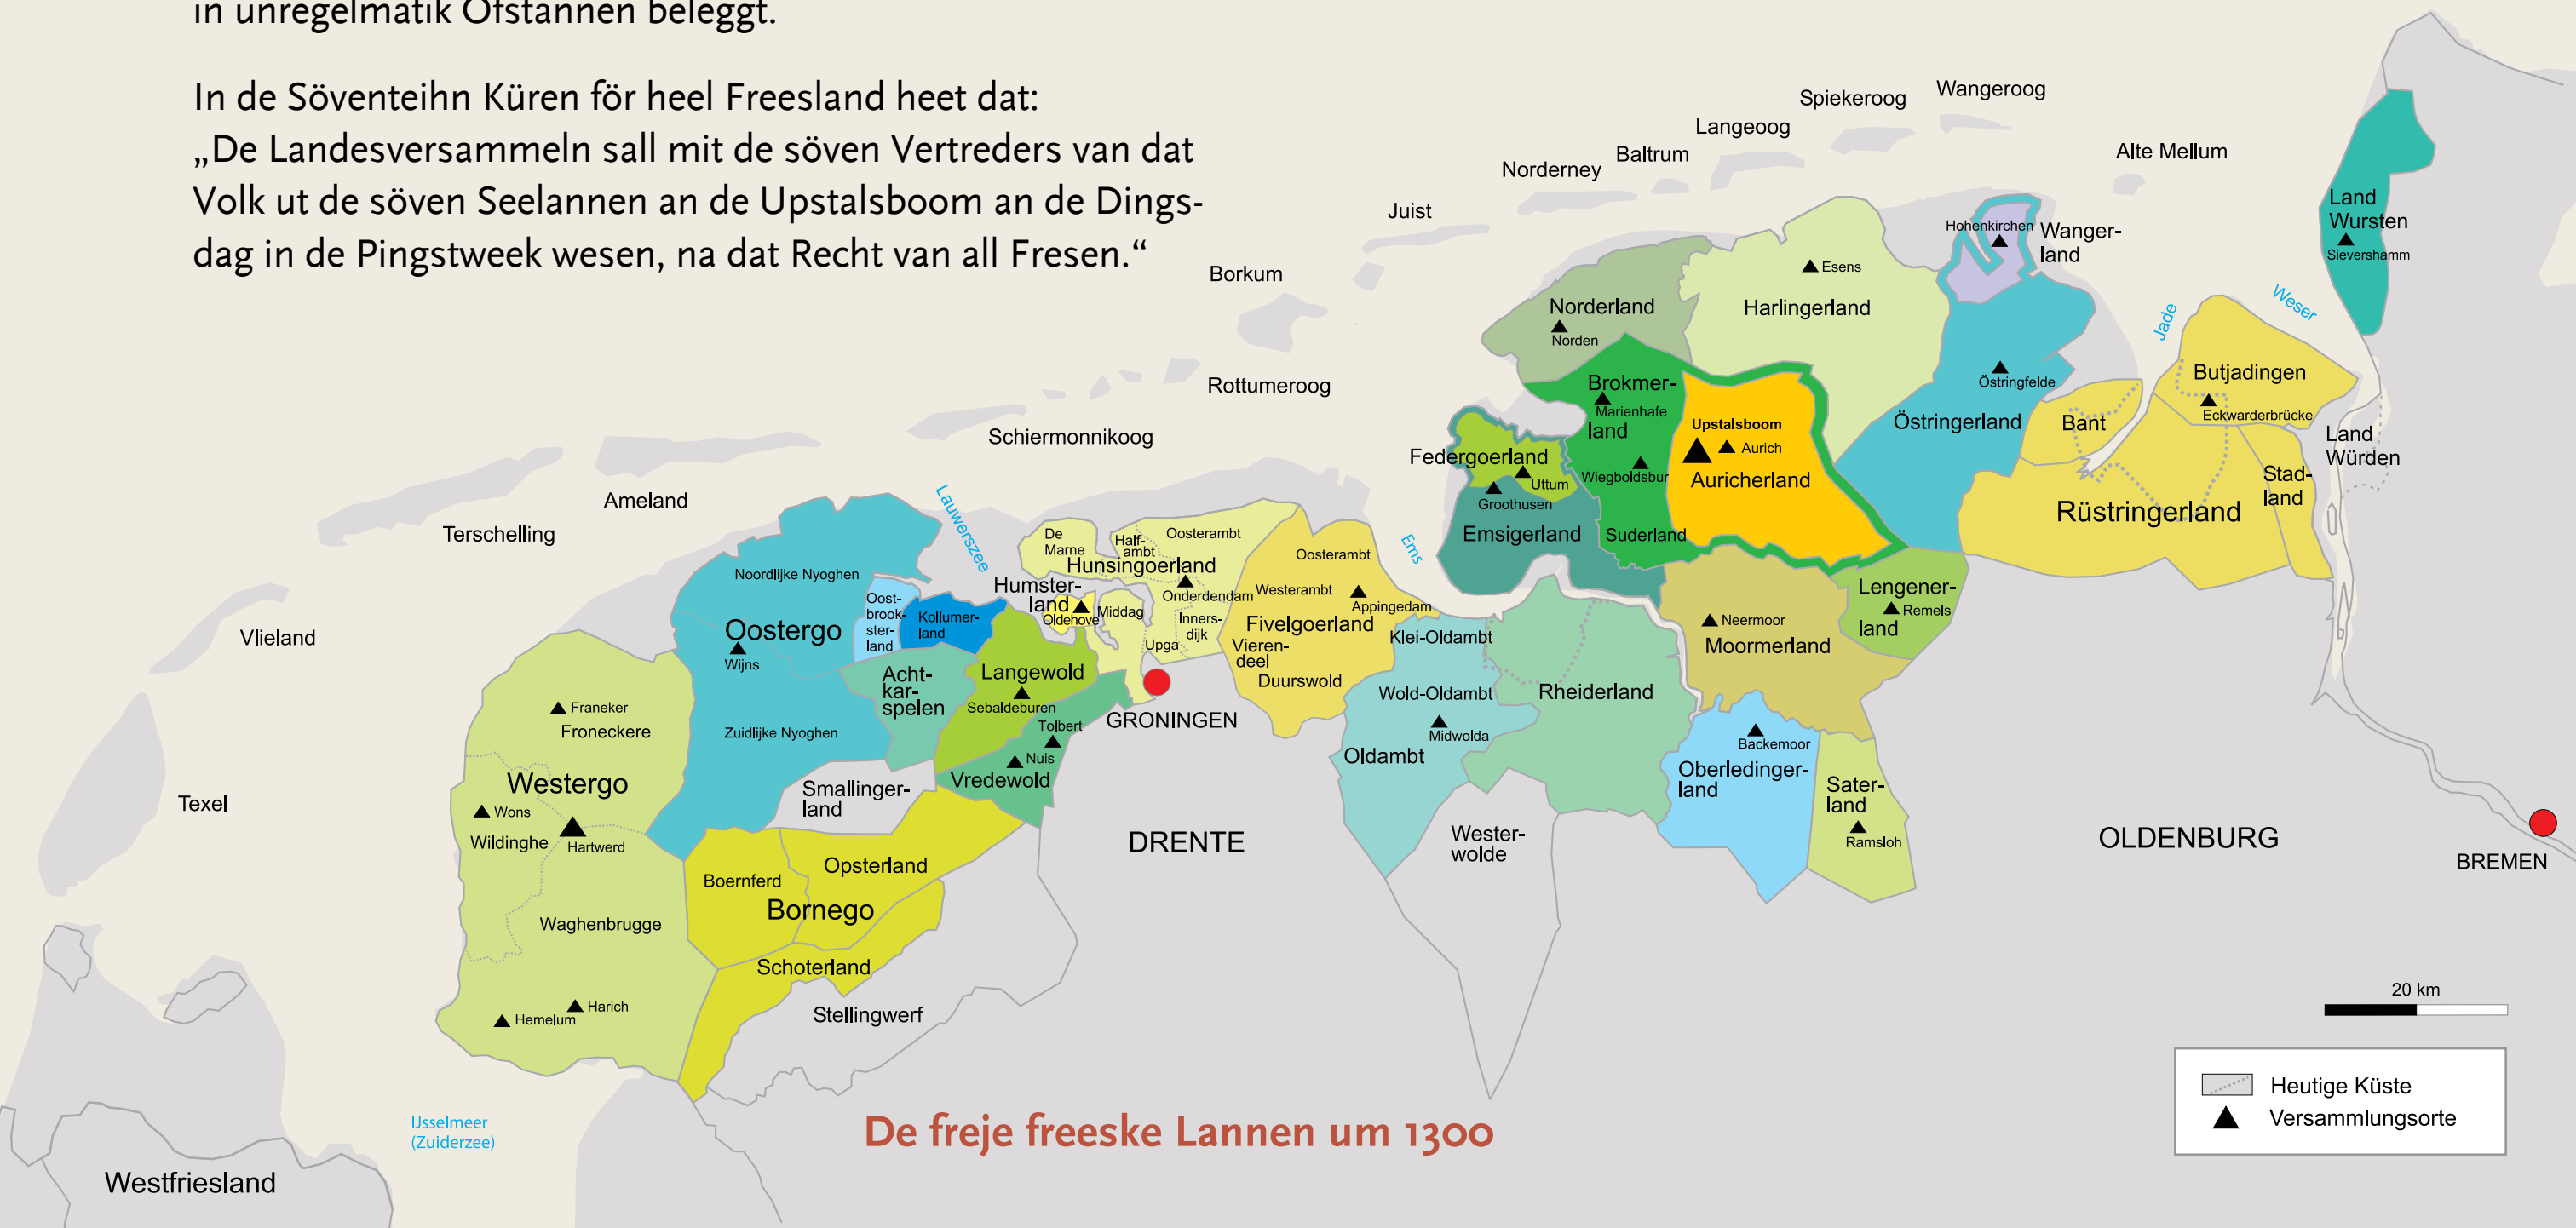 in unregelmatik Ofstannen beleggt.
In de Söventeihn Küren för heel Freesland heet dat:
„De Landesversammeln sall mit de söven Vertreders van dat
Volk ut de söven Seelannen an de Upstalsboom an de Dings-
dag in de Pingstweek wesen, na dat Recht van all Fresen.“
Wangeroog
Spiekeroog
Langeoog
Baltrum
Norderney
Juist
Borkum
Rottumeroog
Schiermonnikoog
Ameland
Terschelling
Vlieland
Texel
Alte Mellum
Land
Wursten
Sievershamm
Weser
Jade
Hohenkirchen
Wanger-
land
Esens
Harlingerland
Norderland
Norden
Brokmer-
Marienhafe
land
Wiegboldsbur
Suderland
Upstalsboom
Aurich
Auricherland
Östringfelde
Östringerland
Bant
Butjadingen
Eckwarderbrücke
Land
Würden
Stad-
land
Rüstringerland
Federgoerland
Uttum
Groothusen
Emsigerland
Ems
Lengener-
Remels
land
Neermoor
Moormerland
Rheiderland
Backemoor
Oberledinger-
land
Sater-
land
Ramsloh
Klei-Oldambt
Wold-Oldambt
Midwolda
Oldambt
Wester-
wolde
Oosterambt
Westerambt
Appingedam
Fivelgoerland
Vieren-
deel
Duurswold
De
Marne
Half-
ambt
Oosterambt
Hunsingoerland
Onderdendam
Inners-
dijk
Upga
Middag
Humster-
land
Oldehove
GRONINGEN
Lauwerszee
Noordlijke Nyoghen
Oostergo
Wijns
Zuidlijke Nyoghen
Oost-
brook-
ster-
land
Kollumer-
land
Acht-
kar-
spelen
Langewold
Sebaldeburen
Tolbert
Nuis
Vredewold
Smallinger-
land
Franeker
Froneckere
Westergo
Wons
Wildinghe
Hartwerd
Waghenbrugge
Harich
Hemelum
Boernferd
Opsterland
Bornego
Schoterland
Stellingwerf
DRENTE
OLDENBURG
BREMEN
20 km
Heutige Küste
Versammlungsorte
IJsselmeer
(Zuiderzee)
Westfriesland
De freje freeske Lannen um 1300